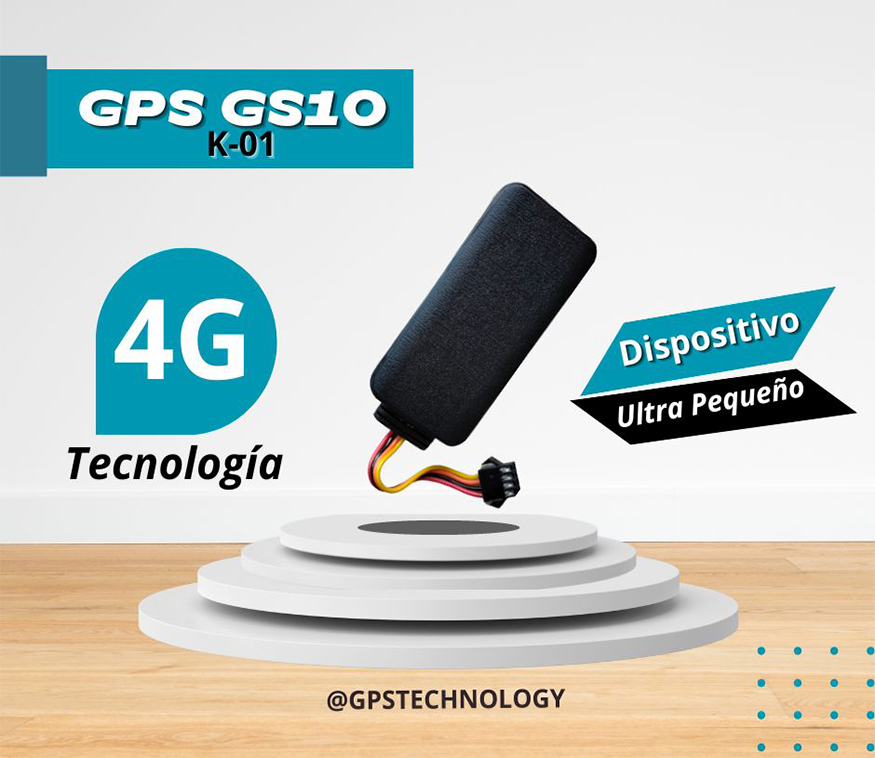 GPS GS10
K-01
4G
Tecnología
Dispositivo
Ultra Pequeño
@GPSTECHNOLOGY